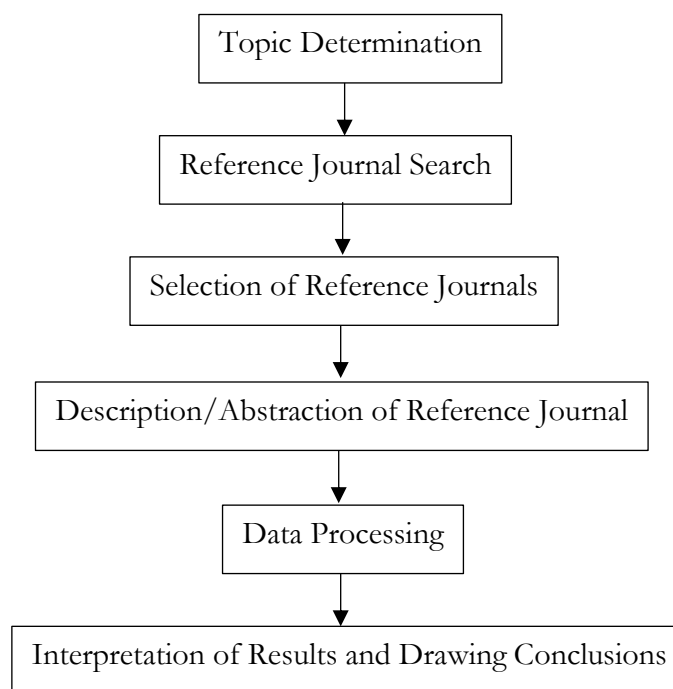 Topic Determination
Reference Journal Search
Selection of Reference Journals
Description/Abstraction of Reference Journal
Data Processing
Interpretation of Results and Drawing Conclusions